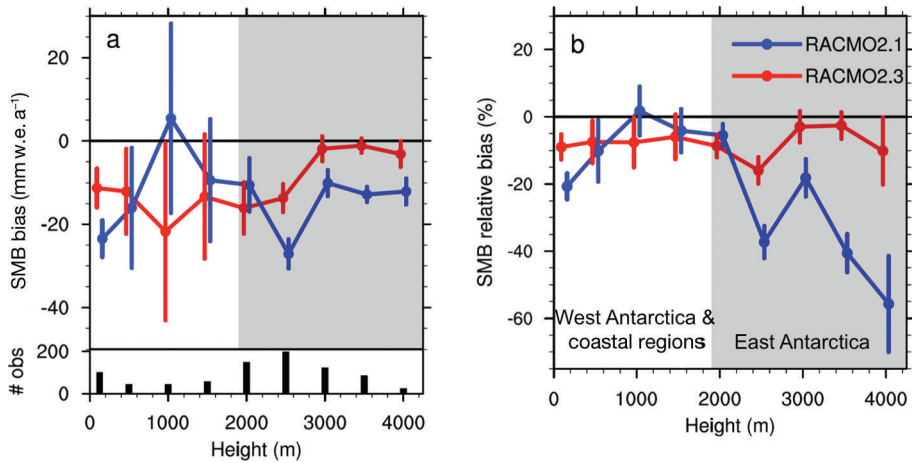 a
SMB bias (mm w.e. a⁻¹)
20
0
-20
-40
# obs
200
0
0
1000
2000
3000
4000
Height (m)
b
RACMO2.1
RACMO2.3
SMB relative bias (%)
20
0
-20
-40
-60
West Antarctica &
coastal regions
East Antarctica
0
1000
2000
3000
4000
Height (m)